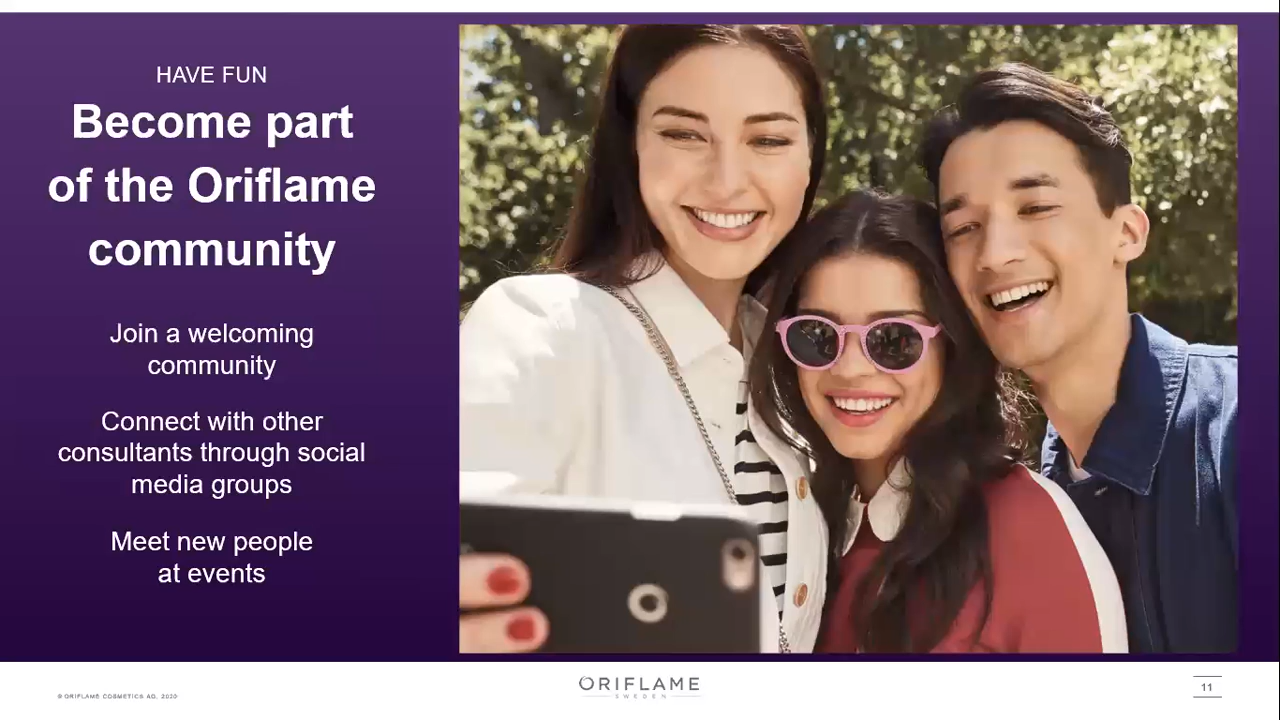 HAVE FUN
Become part
of the Oriflame
community
Join a welcoming
community
Connect with other
consultants through social
media groups
Meet new people
at events
© ORIFLAME COSMETICS AG, 2020
ORIFLAME
SWEDEN
11